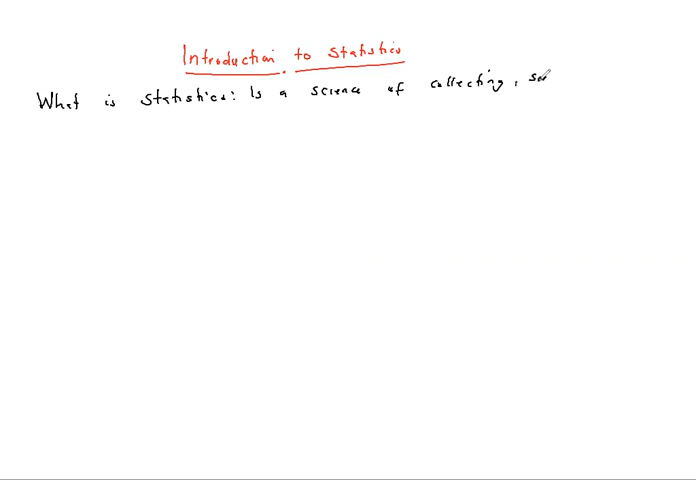 Introduction to Statistics
What is statistics: Is a science of collecting,